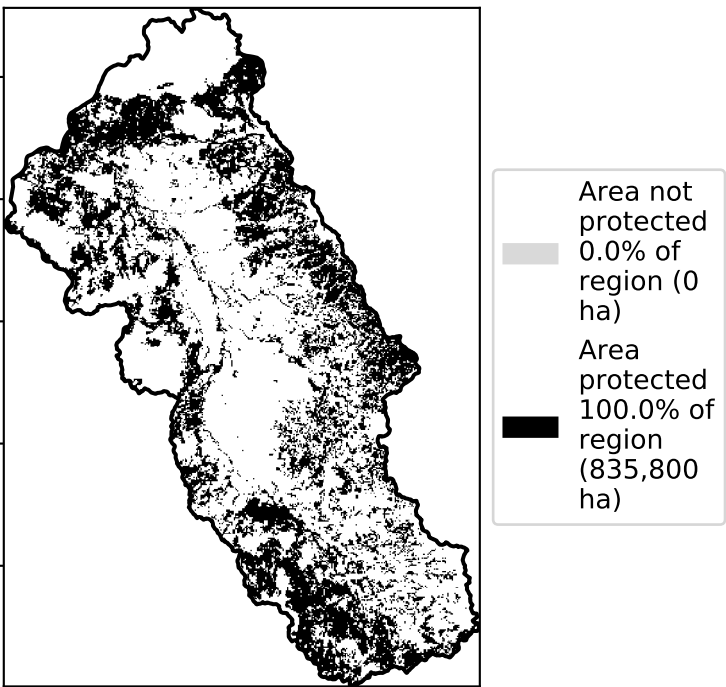 Area not
protected
0.0% of
region (0
ha)
Area
protected
100.0% of
region
(835,800
ha)